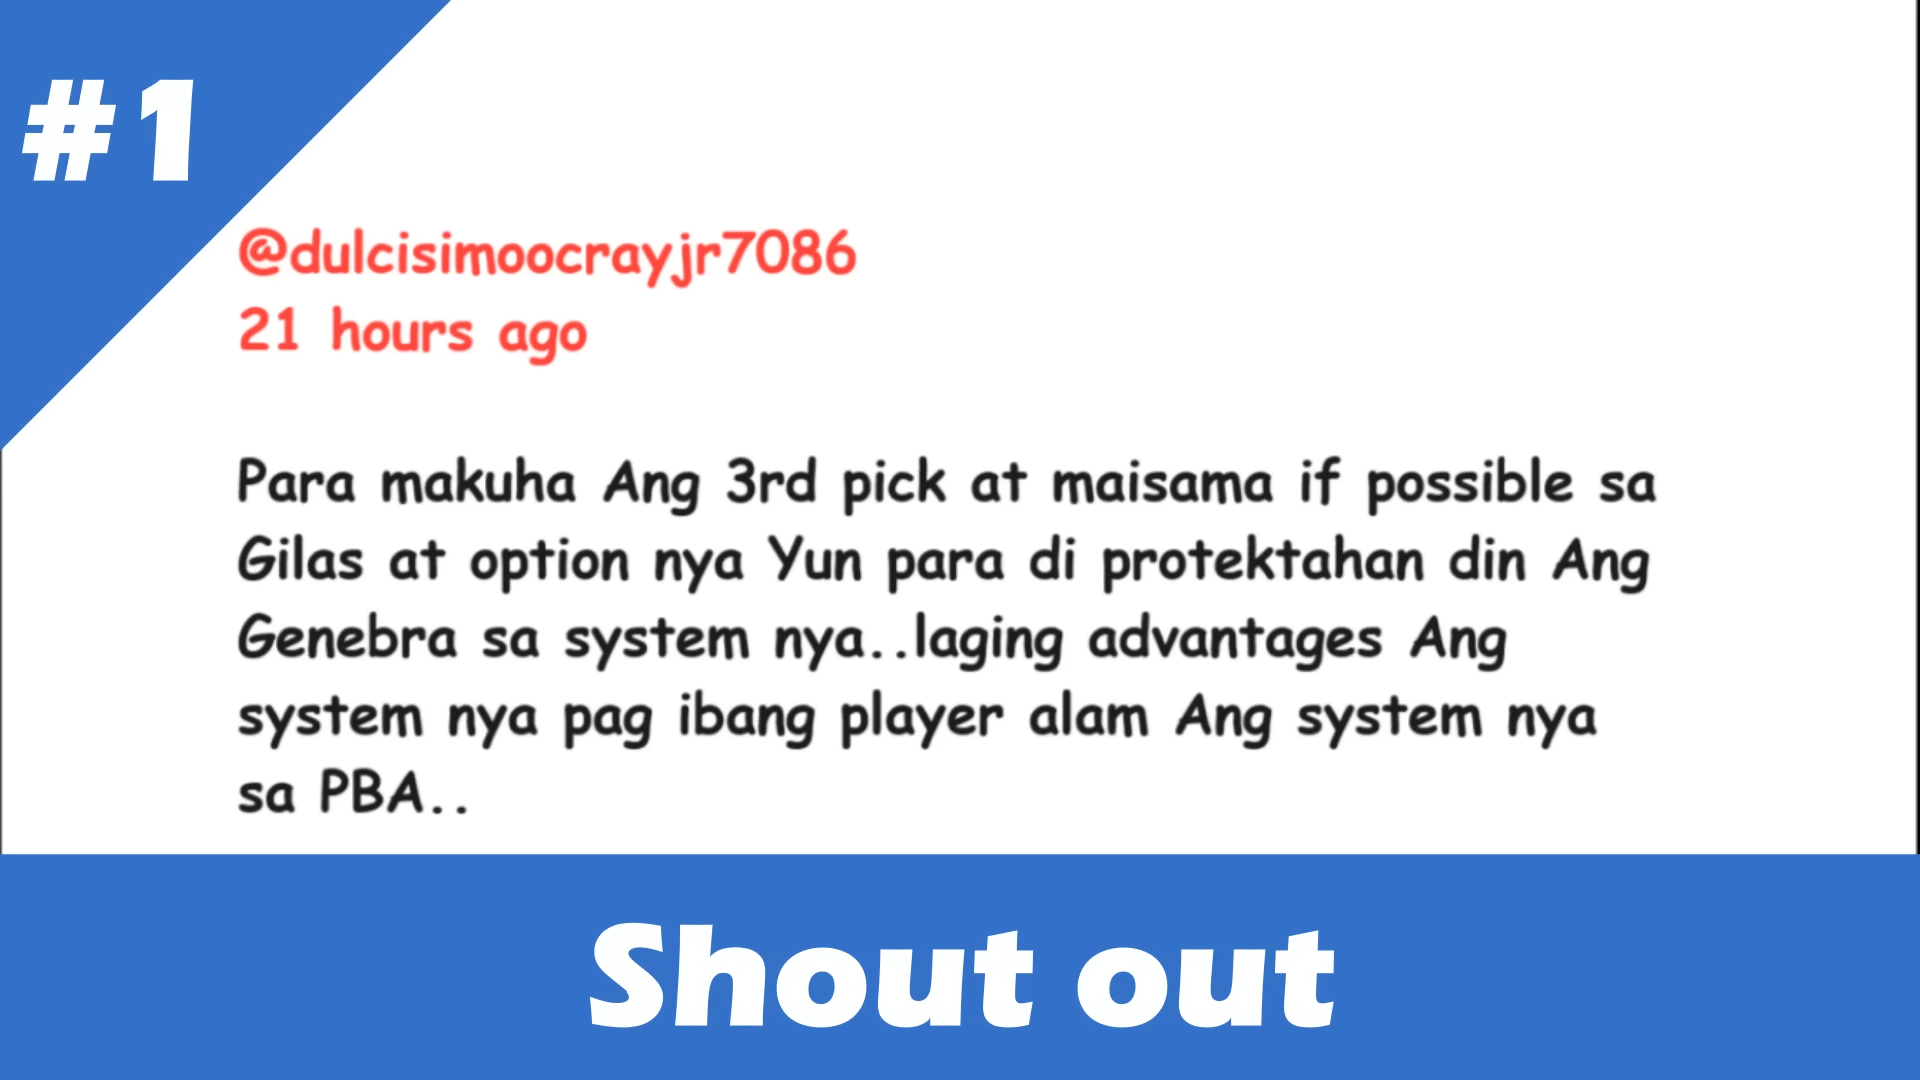 #1
@dulcisimoocrayjr7086
21 hours ago
Para makuha Ang 3rd pick at maisama if possible sa
Gilas at option nya Yun para di protektahan din Ang
Genebra sa system nya..laging advantages Ang
system nya pag ibang player alam Ang system nya
sa PBA..
Shout out